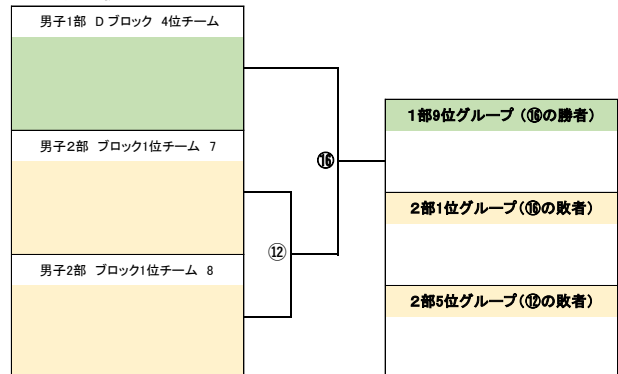 男子1部 D ブロック 4位チーム
男子２部 ブロック1位チーム 7
男子2部 ブロック1位チーム 8
⑯
⑫
１部９位グループ（⑯の勝者）
２部1位グループ（⑯の敗者）
２部５位グループ（⑫の敗者）